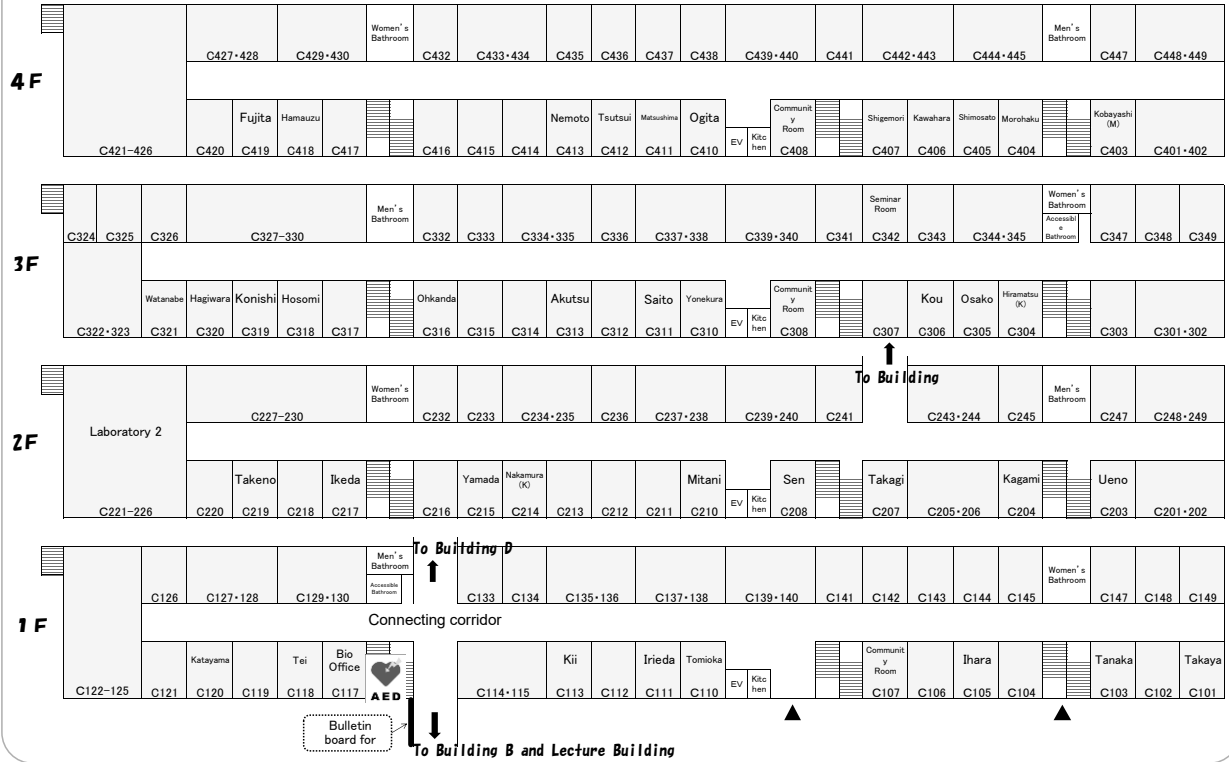 Women's
Bathroom
Men's
Bathroom
C427・428 C429・430 C432 C433・434 C435 C436 C437 C438 C439・440 C441 C442・443 C444・445 C447 C448・449
4F
Fujita Hamauzu Nemoto Tsutsui Matsushima Ogita
Communit
y
Room
Shigemori Kawahara Shimosato Morohaku
Kobayashi
(M)
EV
Kitc
hen
C421-426 C420 C419 C418 C417 C416 C415 C414 C413 C412 C411 C410 C408 C407 C406 C405 C404 C403 C401・402
Men's
Bathroom
Seminar
Room
Women's
Bathroom
Accessibl
e
Bathroom
C324 C325 C326 C327-330 C332 C333 C334・335 C336 C337・338 C339・340 C341 C342 C343 C344・345 C347 C348 C349
3F
Watanabe Hagiwara Konishi Hosomi Ohkanda Akutsu Saito Yonekura
Communit
y
Room
Kou Osako
Hiramatsu
(K)
EV
Kitc
hen
C322・323 C321 C320 C319 C318 C317 C316 C315 C314 C313 C312 C311 C310 C308 C307 C306 C305 C304 C303 C301・302
To Building
Women's
Bathroom
Men's
Bathroom
C227-230 C232 C233 C234・235 C236 C237・238 C239・240 C241 C243・244 C245 C247 C248・249
Laboratory 2
2F
Takeno Ikeda Yamada
Nakamura
(K)
Mitani Sen Takagi Kagami Ueno
EV
Kitc
hen
C221-226 C220 C219 C218 C217 C216 C215 C214 C213 C212 C211 C210 C208 C207 C205・206 C204 C203 C201・202
To Building D
Men's
Bathroom
Accessible
Bathroom
Women's
Bathroom
C126 C127・128 C129・130 C133 C134 C135・136 C137・138 C139・140 C141 C142 C143 C144 C145 C147 C148 C149
1F
Connecting corridor
Katayama Tei
Bio
Office
Kii Irieda Tomioka
Communit
y
Room
Ihara Tanaka Takaya
EV
Kitc
hen
AED
C122-125 C121 C120 C119 C118 C117 C114・115 C113 C112 C111 C110 C107 C106 C105 C104 C103 C102 C101
Bulletin
board for
To Building B and Lecture Building